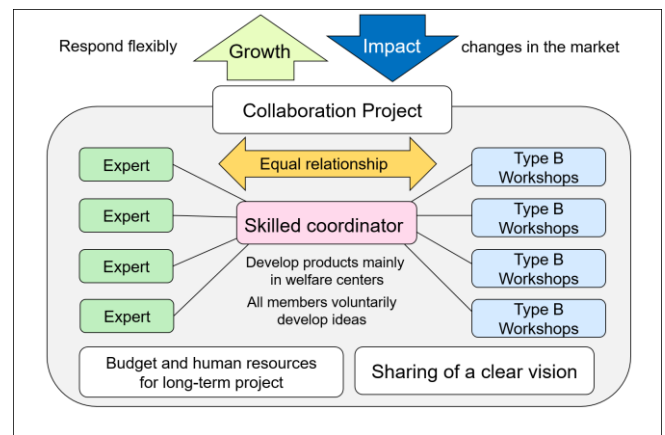 Respond flexibly
Growth
Impact
changes in the market
Collaboration Project
Equal relationship
Expert
Expert
Expert
Expert
Skilled coordinator
Develop products mainly
in welfare centers
All members voluntarily
develop ideas
Type B
Workshops
Type B
Workshops
Type B
Workshops
Type B
Workshops
Budget and human resources
for long-term project
Sharing of a clear vision